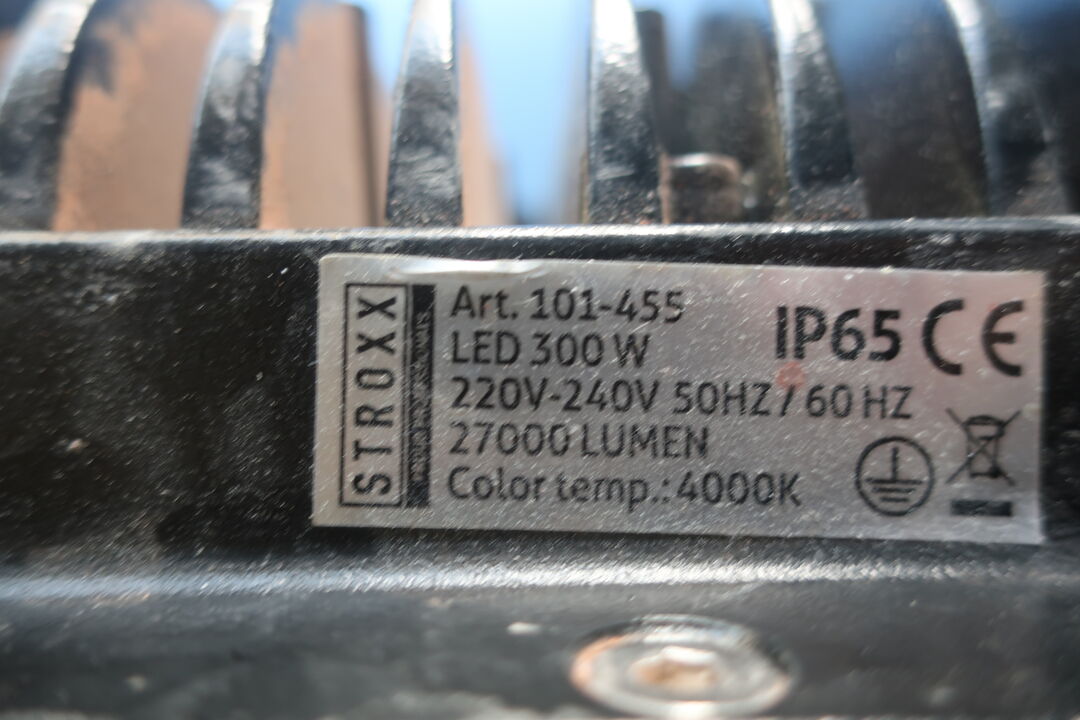 STROXX
Art. 101-455
LED 300 W
220V-240V 50HZ / 60 HZ
27000 LUMEN
Color temp.: 4000K
IP65 CE